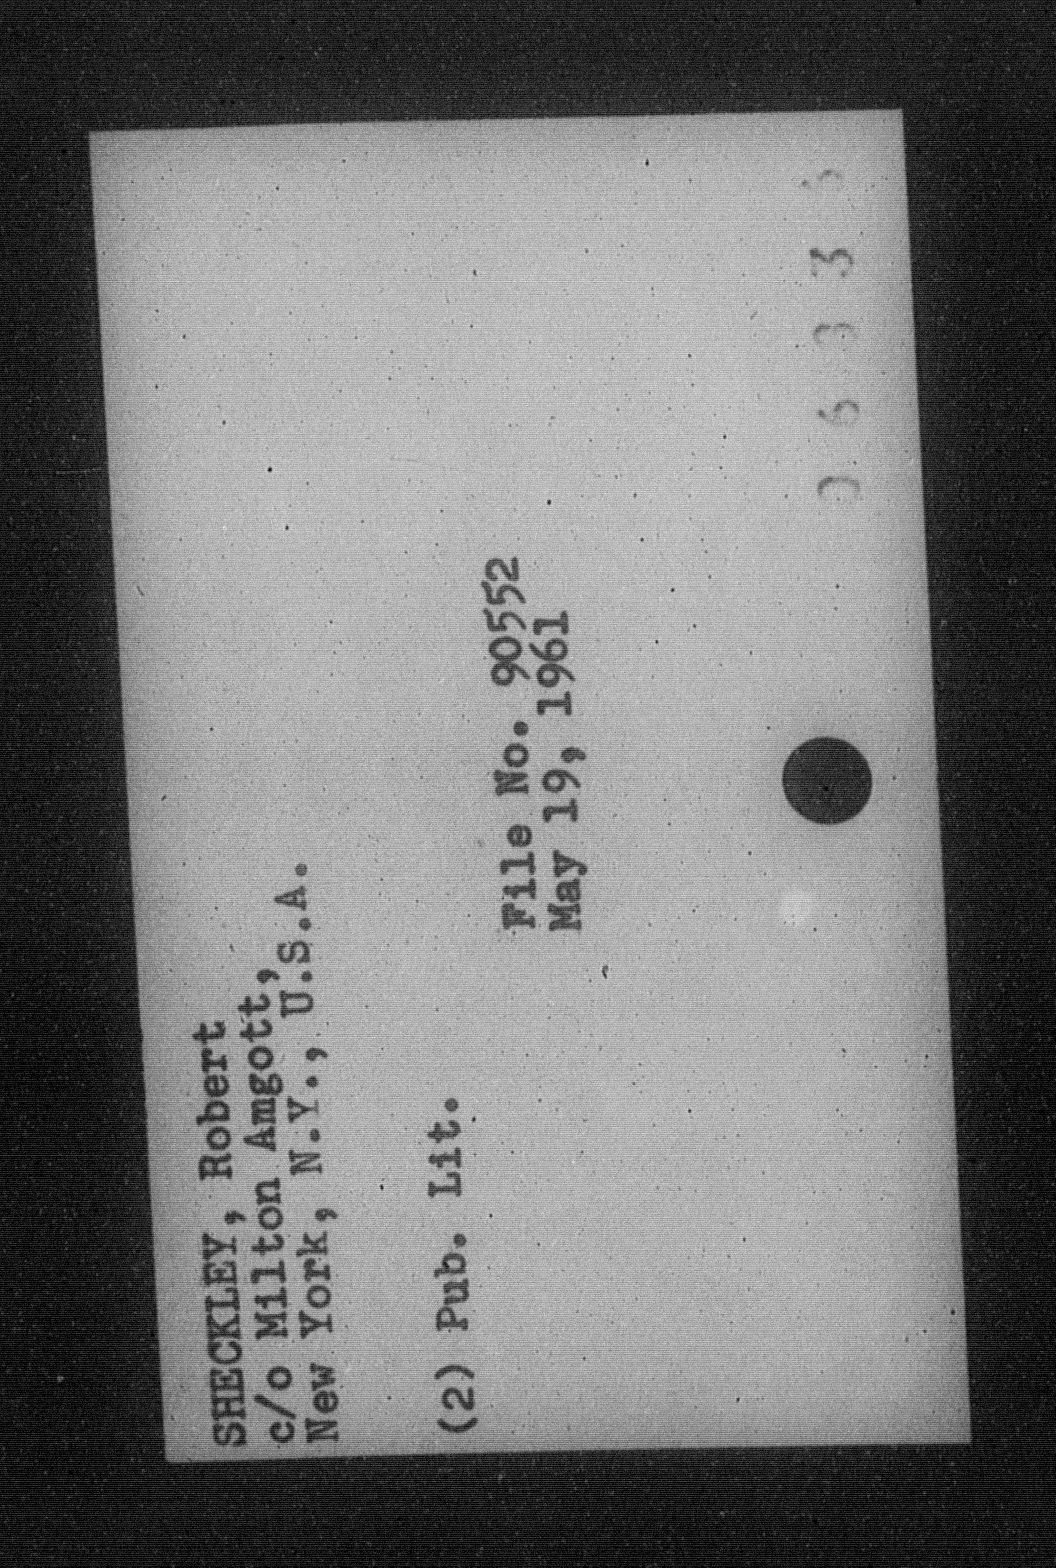 SHECKLEY, Robert
c/o Milton Amgott,
New York, N.Y., U.S.A.
(2) Pub. Lit.
File No. 90552
May 19, 1961